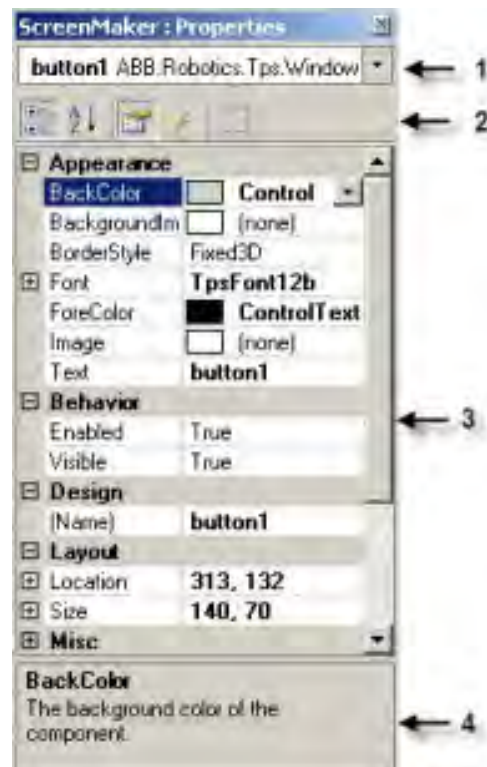 ScreenMaker : Properties
button1 ABB.Robotics.Tps.Window
1
2
Appearance
BackColor Control
BackgroundIm (none)
BorderStyle Fixed3D
Font TpsFont12b
ForeColor ControlText
Image (none)
Text button1
Behavior
Enabled True
Visible True
3
Design
(Name) button1
Layout
Location 313, 132
Size 140, 70
Misc
BackColor
The background color of the
component.
4